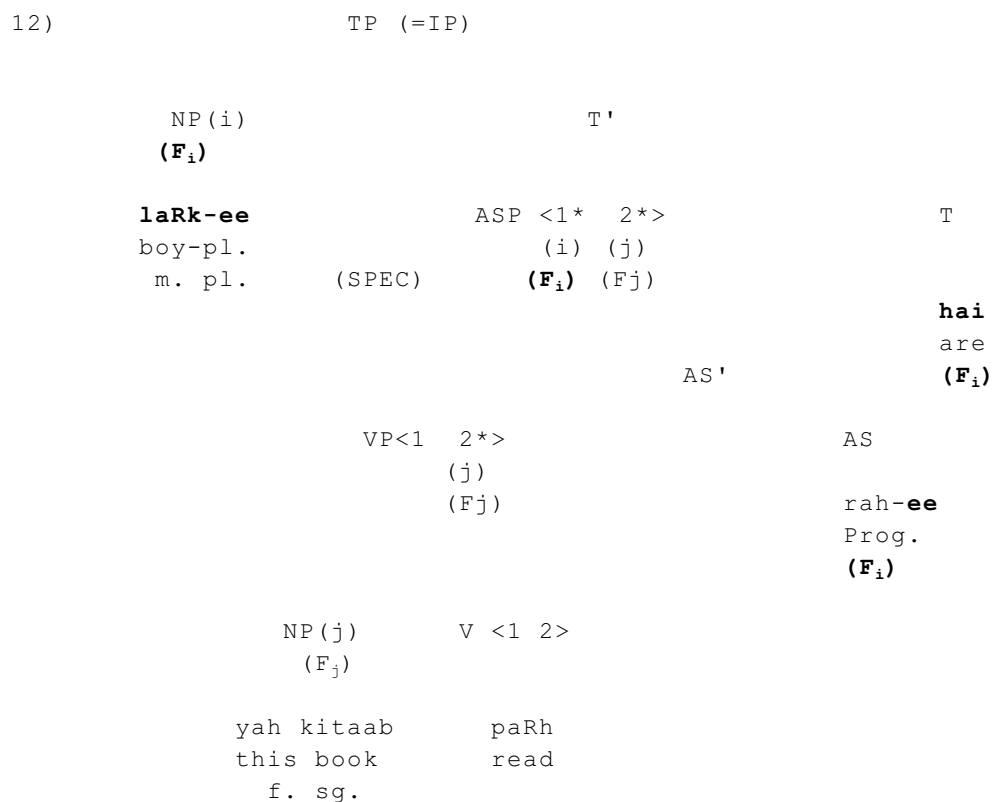 12) TP (=IP)
NP(i) T'
(Fi)
laRk-ee ASP <1* 2*> T
boy-pl. (i) (j)
m. pl. (SPEC) (Fi) (Fj)
hai
are
AS' (Fi)
VP<1 2*> AS
(j)
(Fj) rah-ee
Prog.
(Fi)
NP(j) V <1 2>
(Fj)
yah kitaab paRh
this book read
f. sg.